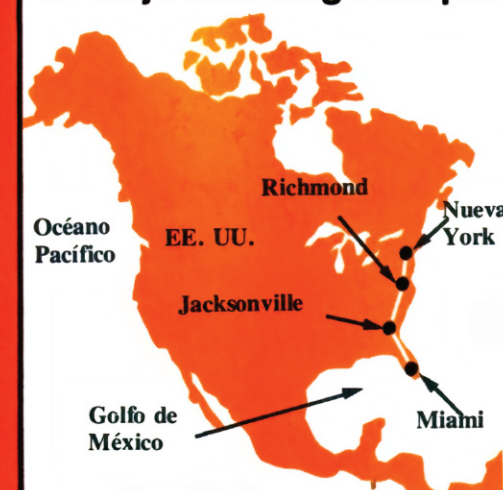 Richmond
Nueva
York
Océano
Pacífico
EE. UU.
Jacksonville
Golfo de
México
Miami